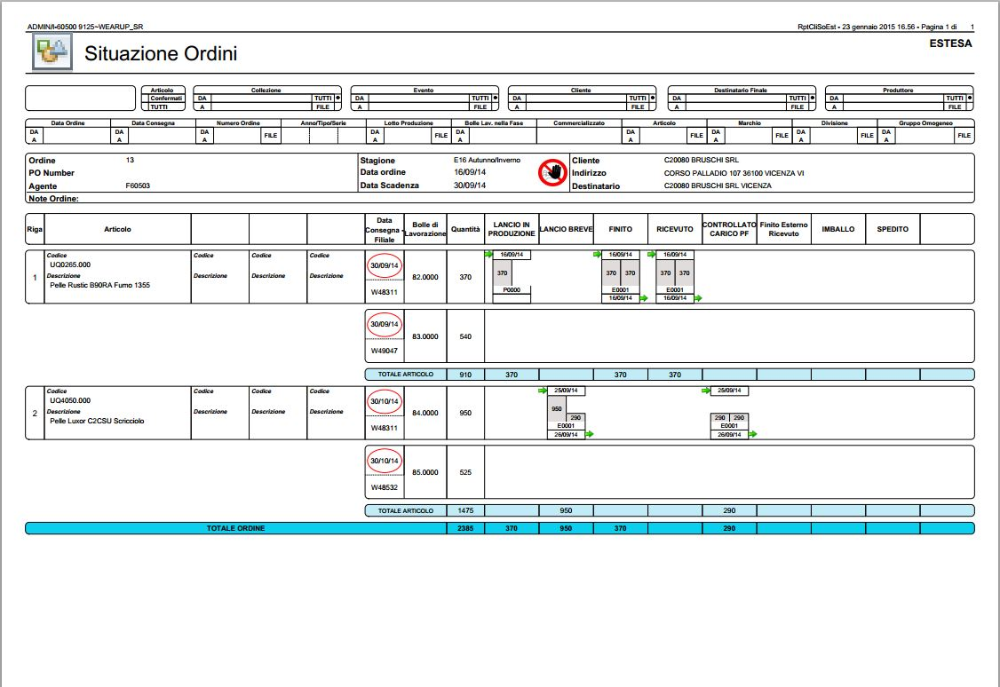 ADMIN/I-60500 9125~WEARUP_SR
RptCliSoEst - 23 gennaio 2015 16.56 - Pagina 1 di 1
Situazione Ordini
ESTESA
Articolo
Confermati
TUTTI
Collezione
DA TUTTI
A FILE
Evento
DA TUTTI
A FILE
Cliente
DA TUTTI
A FILE
Destinatario Finale
DA TUTTI
A FILE
Produttore
DA TUTTI
A FILE
Data Ordine Data Consegna Numero Ordine Anno/Tipo/Serie Lotto Produzione Bolle Lav. nella Fase Commercializzato Articolo Marchio Divisione Gruppo Omogeneo
DA DA DA FILE DA FILE DA DA DA DA DA FILE
A A A A A A A A A
Ordine 13 Stagione E16 Autunno/Inverno Cliente C20080 BRUSCHI SRL
PO Number Data ordine 16/09/14 Indirizzo CORSO PALLADIO 107 36100 VICENZA VI
Agente F60503 Data Scadenza 30/09/14 Destinatario C20080 BRUSCHI SRL VICENZA
Note Ordine:
Riga Articolo Data Consegna - Filiale Bolle di Lavorazione Quantità LANCIO IN PRODUZIONE LANCIO BREVE FINITO RICEVUTO CONTROLLATO CARICO PF Finito Esterno Ricevuto IMBALLO SPEDITO
Codice Codice Codice Codice 16/09/14 16/09/14 16/09/14
UQ0265.000 30/09/14
1 Descrizione Descrizione Descrizione Descrizione 82.0000 370 370 370 370 370 370
Pelle Rustic B90RA Fumo 1355
W48311 P0000 E0001 E0001
16/09/14 16/09/14
30/09/14
83.0000 540
W49047
TOTALE ARTICOLO 910 370 370 370
Codice Codice Codice Codice 25/09/14 25/09/14
UQ4050.000 30/10/14
2 Descrizione Descrizione Descrizione Descrizione 84.0000 950 950 290 290 290
Pelle Luxor C2CSU Scricciolo
W48311 E0001 E0001
26/09/14 26/09/14
30/10/14
85.0000 525
W48532
TOTALE ARTICOLO 1475 950 290
TOTALE ORDINE 2385 370 950 370 290